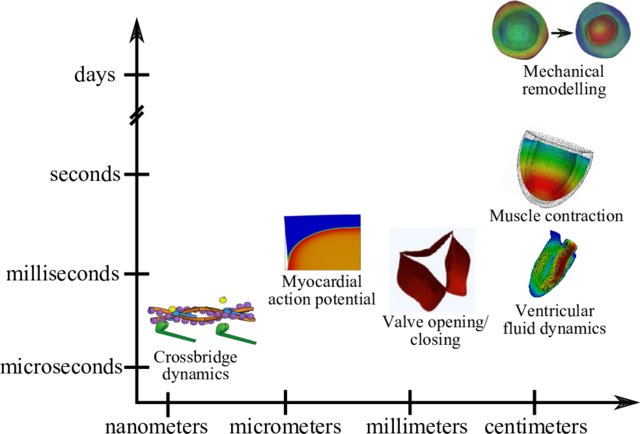 days
Mechanical
remodelling
seconds
Muscle contraction
milliseconds
Myocardial
action potential
Valve opening/
closing
Ventricular
fluid dynamics
Crossbridge
dynamics
microseconds
nanometers micrometers millimeters centimeters